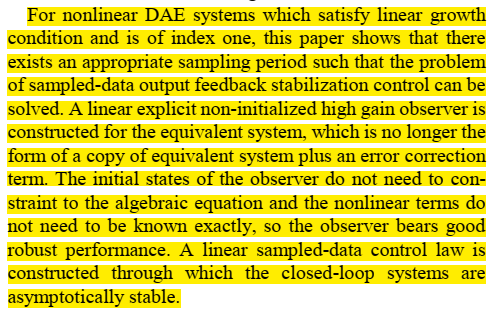 For nonlinear DAE systems which satisfy linear growth
condition and is of index one, this paper shows that there
exists an appropriate sampling period such that the problem
of sampled-data output feedback stabilization control can be
solved. A linear explicit non-initialized high gain observer is
constructed for the equivalent system, which is no longer the
form of a copy of equivalent system plus an error correction
term. The initial states of the observer do not need to con-
straint to the algebraic equation and the nonlinear terms do
not need to be known exactly, so the observer bears good
robust performance. A linear sampled-data control law is
constructed through which the closed-loop systems are
asymptotically stable.